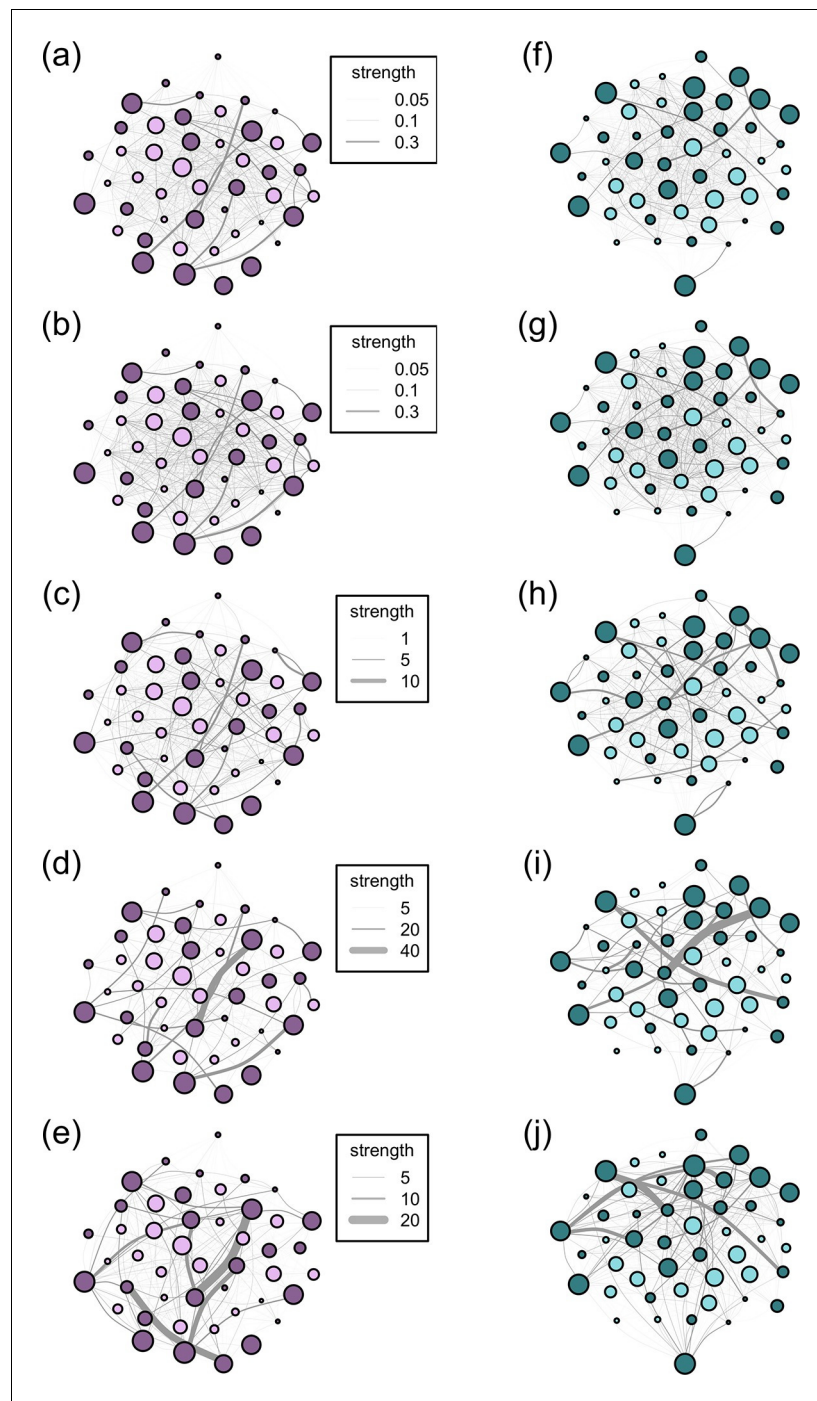 (a)
strength
0.05
0.1
0.3
(f)
(b)
strength
0.05
0.1
0.3
(g)
(c)
strength
1
5
10
(h)
(d)
strength
5
20
40
(i)
(e)
strength
5
10
20
(j)